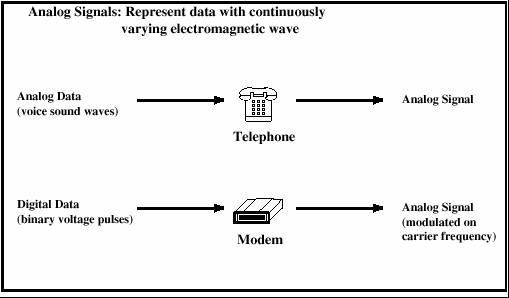 Analog Signals: Represent data with continuously
varying electromagnetic wave
Analog Data
(voice sound waves)
Telephone
Analog Signal
Digital Data
(binary voltage pulses)
Modem
Analog Signal
(modulated on
carrier frequency)